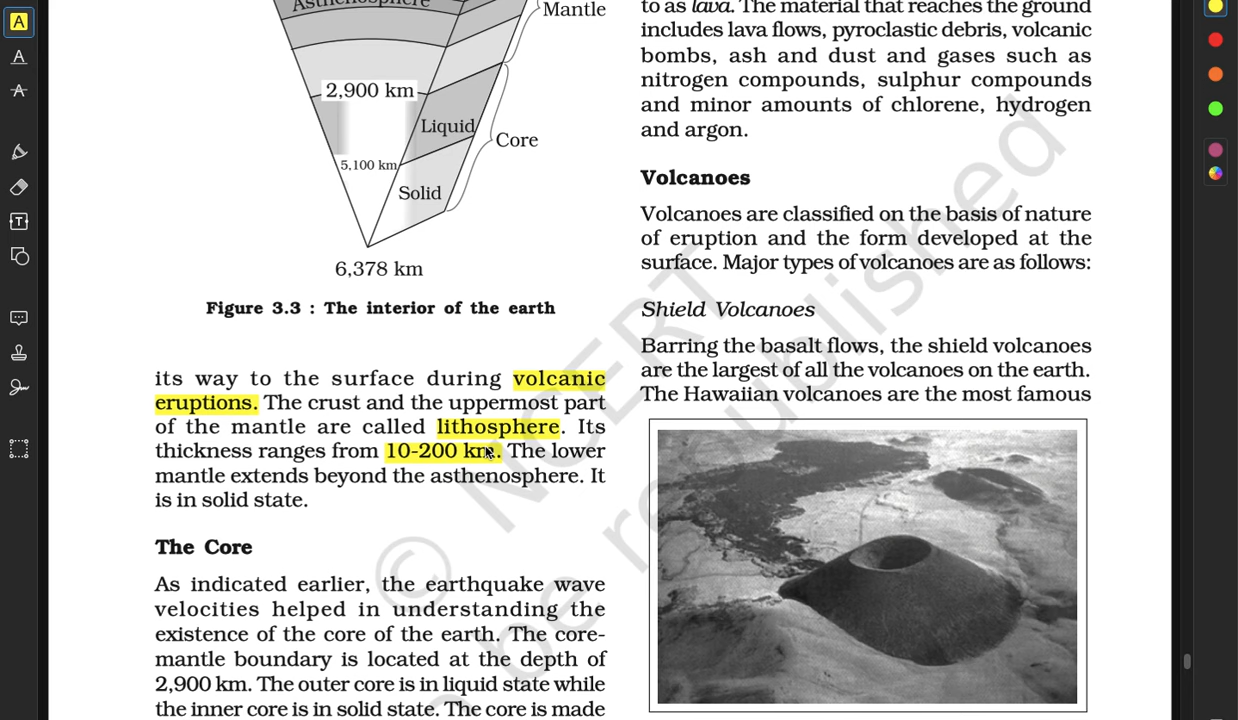 Asthenosphere
Mantle
2,900 km
Liquid
Core
5,100 km
Solid
6,378 km
Figure 3.3 : The interior of the earth
its way to the surface during volcanic
eruptions. The crust and the uppermost part
of the mantle are called lithosphere. Its
thickness ranges from 10-200 km. The lower
mantle extends beyond the asthenosphere. It
is in solid state.
The Core
As indicated earlier, the earthquake wave
velocities helped in understanding the
existence of the core of the earth. The core-
mantle boundary is located at the depth of
2,900 km. The outer core is in liquid state while
the inner core is in solid state. The core is made
to as lava. The material that reaches the ground
includes lava flows, pyroclastic debris, volcanic
bombs, ash and dust and gases such as
nitrogen compounds, sulphur compounds
and minor amounts of chlorene, hydrogen
and argon.
Volcanoes
Volcanoes are classified on the basis of nature
of eruption and the form developed at the
surface. Major types of volcanoes are as follows:
Shield Volcanoes
Barring the basalt flows, the shield volcanoes
are the largest of all the volcanoes on the earth.
The Hawaiian volcanoes are the most famous
© NCERT
be republished